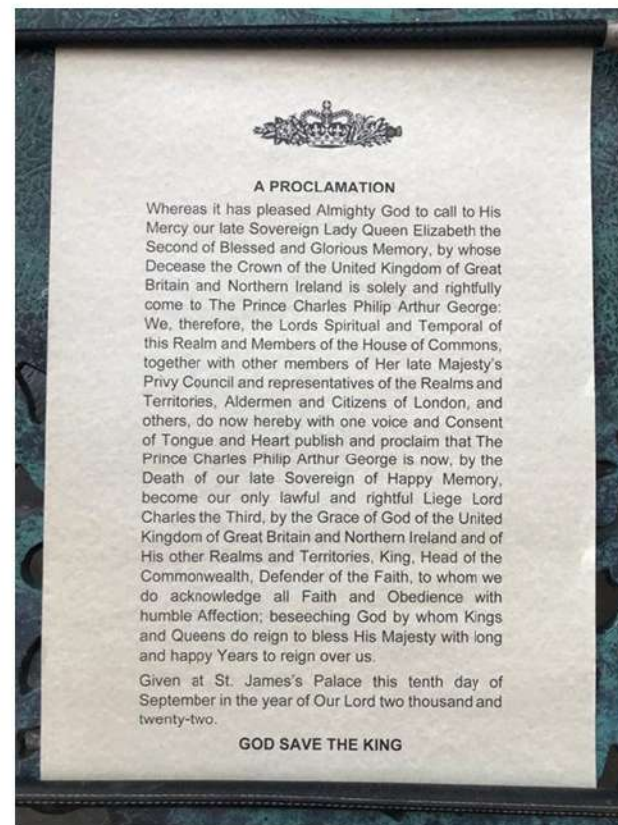 A PROCLAMATION
Whereas it has pleased Almighty God to call to His
Mercy our late Sovereign Lady Queen Elizabeth the
Second of Blessed and Glorious Memory, by whose
Decease the Crown of the United Kingdom of Great
Britain and Northern Ireland is solely and rightfully
come to The Prince Charles Philip Arthur George:
We, therefore, the Lords Spiritual and Temporal of
this Realm and Members of the House of Commons,
together with other members of Her late Majesty's
Privy Council and representatives of the Realms and
Territories, Aldermen and Citizens of London, and
others, do now hereby with one voice and Consent
of Tongue and Heart publish and proclaim that The
Prince Charles Philip Arthur George is now, by the
Death of our late Sovereign of Happy Memory,
become our only lawful and rightful Liege Lord
Charles the Third, by the Grace of God of the United
Kingdom of Great Britain and Northern Ireland and of
His other Realms and Territories, King, Head of the
Commonwealth, Defender of the Faith, to whom we
do acknowledge all Faith and Obedience with
humble Affection; beseeching God by whom Kings
and Queens do reign to bless His Majesty with long
and happy Years to reign over us.
Given at St. James's Palace this tenth day of
September in the year of Our Lord two thousand and
twenty-two.
GOD SAVE THE KING